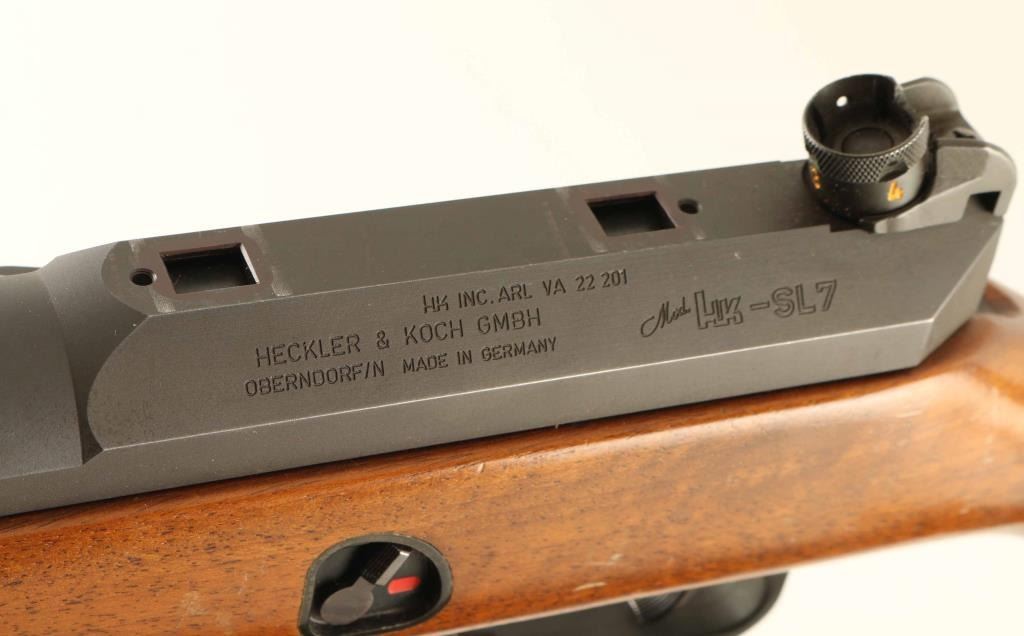 HK INC. ARL VA 22 201
HECKLER & KOCH GMBH
OBERNDORF/N MADE IN GERMANY
Mod. HK-SL7
4